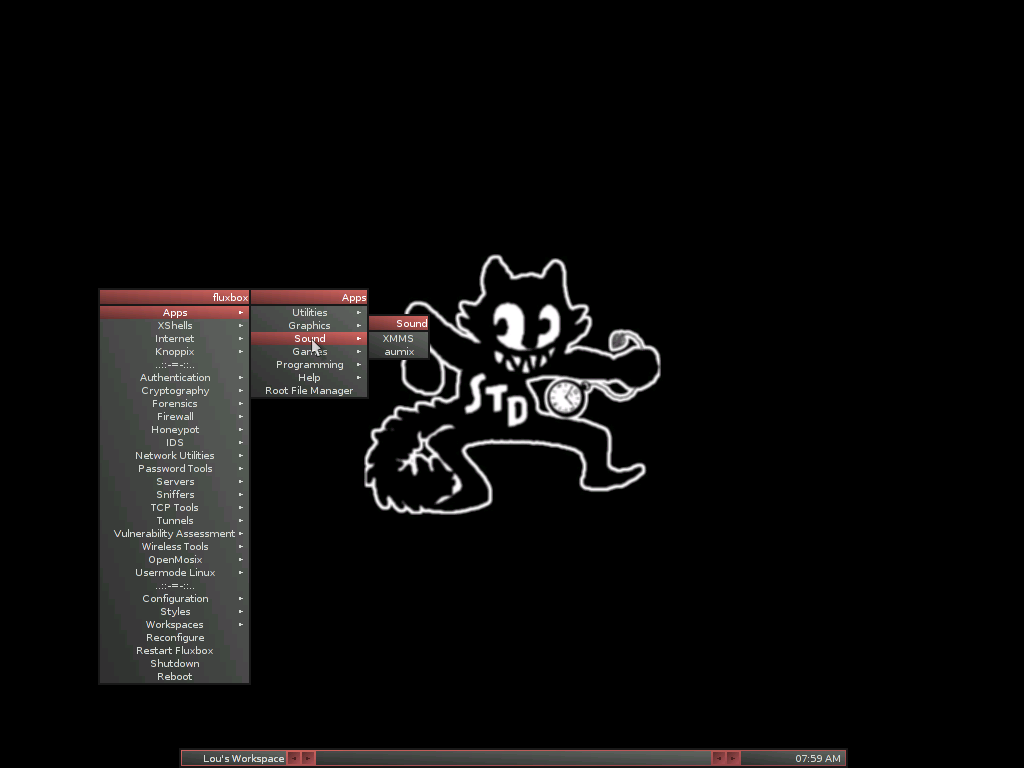 fluxbox
Apps
XShells
Internet
Knoppix
..::-=-::..
Authentication
Cryptography
Forensics
Firewall
Honeypot
IDS
Network Utilities
Password Tools
Servers
Sniffers
TCP Tools
Tunnels
Vulnerability Assessment
Wireless Tools
OpenMosix
Usermode Linux
..::-=-::..
Configuration
Styles
Workspaces
Reconfigure
Restart Fluxbox
Shutdown
Reboot
Apps
Utilities
Graphics
Sound
Games
Programming
Help
Root File Manager
Sound
XMMS
aumix
STD
Lou's Workspace
07:59 AM